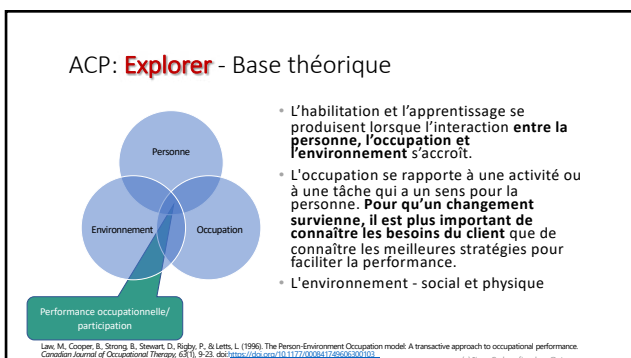 ACP: Explorer - Base théorique
Personne
Environnement
Occupation
Performance occupationnelle/
participation
• L'habilitation et l'apprentissage se
produisent lorsque l'interaction entre la
personne, l'occupation et
l'environnement s'accroît.
• L'occupation se rapporte à une activité ou
à une tâche qui a un sens pour la
personne. Pour qu'un changement
survienne, il est plus important de
connaître les besoins du client que de
connaître les meilleures stratégies pour
faciliter la performance.
• L'environnement - social et physique
Law, M., Cooper, B., Strong, B., Stewart, D., Rigby, P., & Letts, L. (1996). The Person-Environment Occupation model: A transactive approach to occupational performance.
Canadian Journal of Occupational Therapy, 63(1), 9-23. doi:https://doi.org/10.1177/000841749606300103